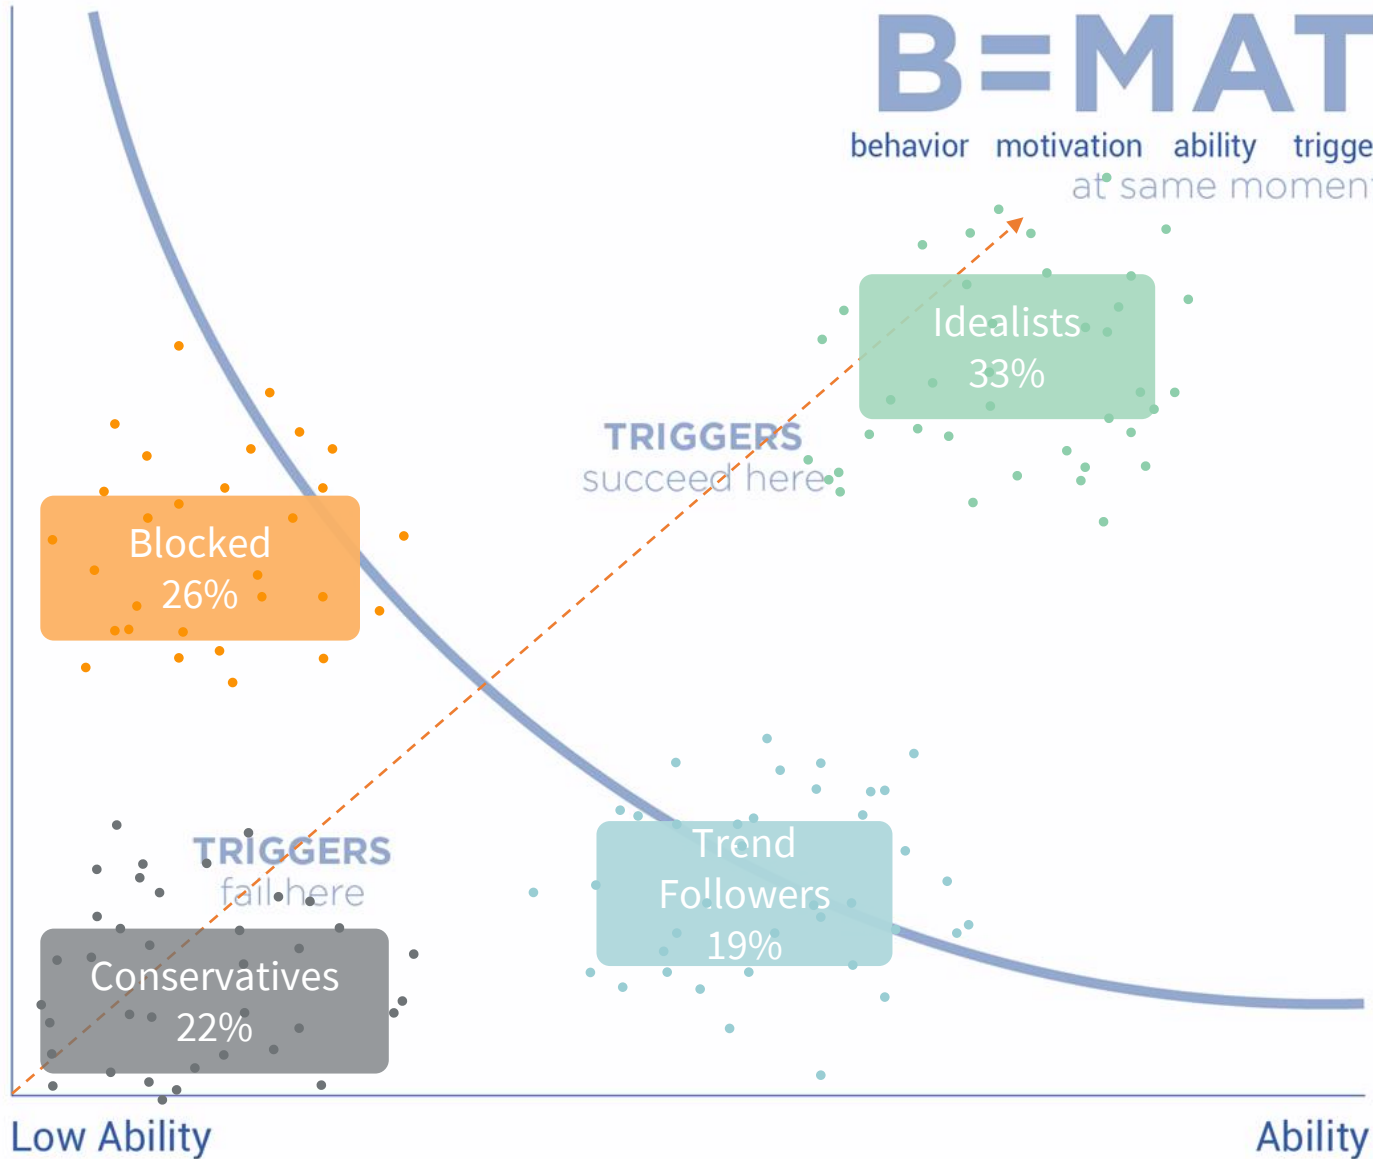 B=MAT
behavior motivation ability trigge
at same momen
Idealists
33%
TRIGGERS
succeed here
Blocked
26%
Trend
Followers
19%
TRIGGERS
fail here
Conservatives
22%
Low Ability
Ability